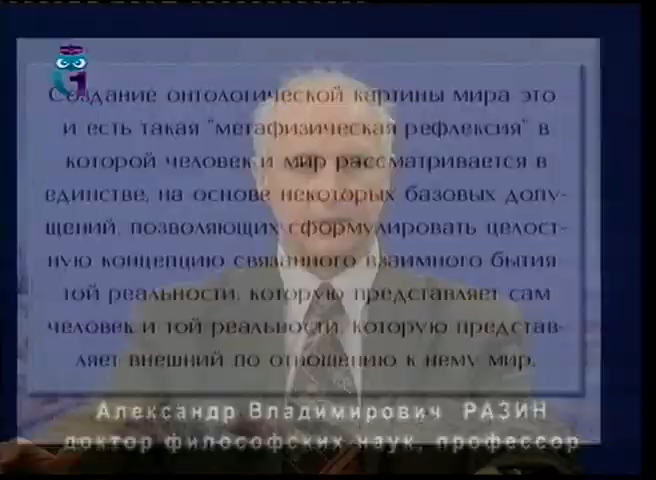 Создание онтологической картины мира это
и есть такая "метафизическая рефлексия" в
которой человек и мир рассматривается в
единстве, на основе некоторых базовых допу-
щений, позволяющих сформулировать целост-
ную концепцию связанного взаимного бытия
той реальности, которую представляет сам
человек и той реальности, которую представ-
ляет внешний по отношению к нему мир.
Александр Владимирович РАЗИН
доктор философских наук, профессор